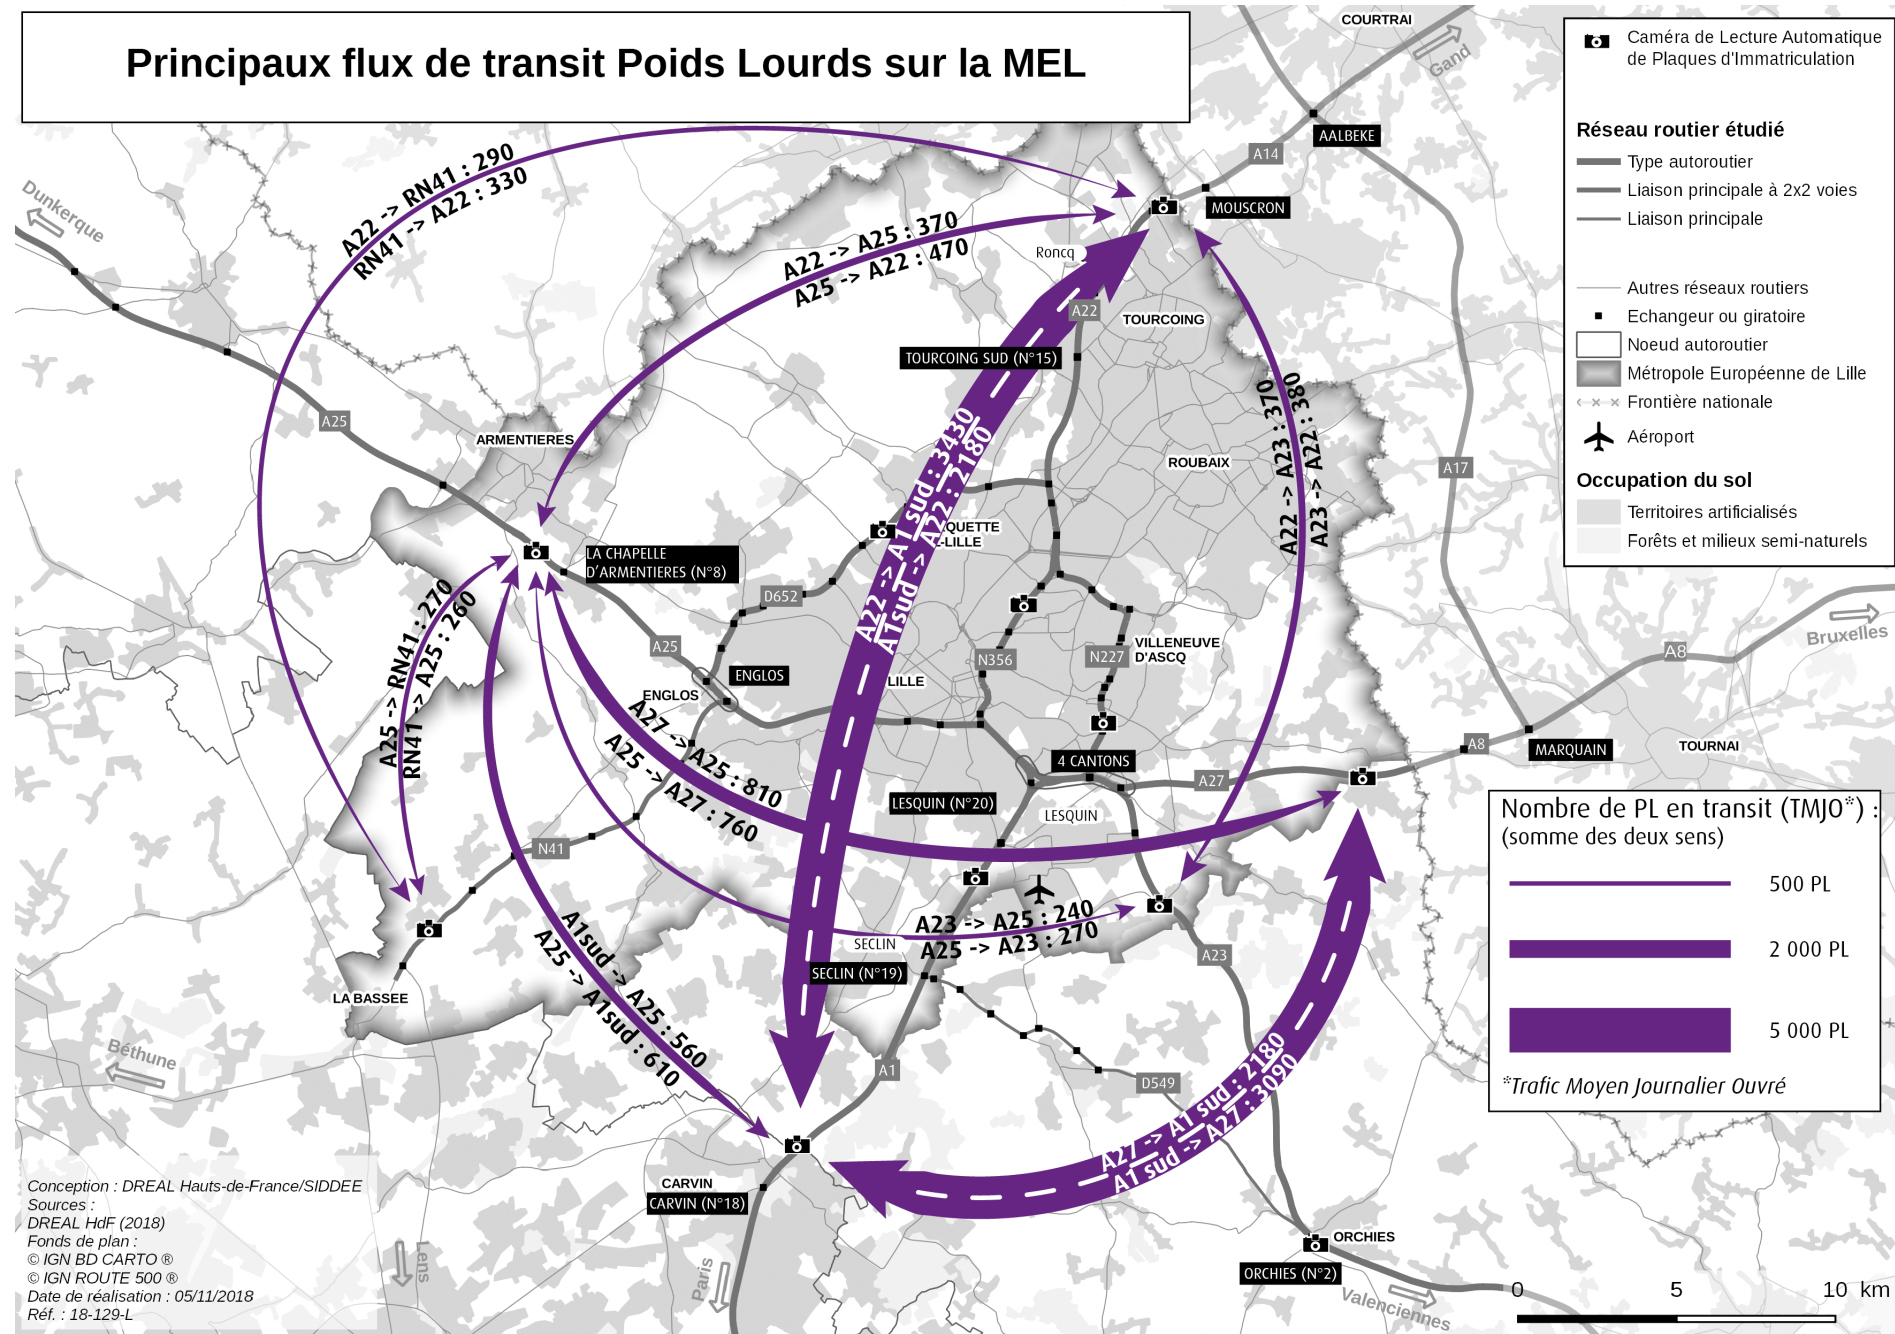 Principaux flux de transit Poids Lourds sur la MEL
COURTRAI
Gand
AALBEKE
A14
MOUSCRON
Dunkerque
A22 -> RN41 : 290
RN41 -> A22 : 330
A22 -> A25 : 370
A25 -> A22 : 470
Roncq
A22
TOURCOING
TOURCOING SUD (N°15)
A25
ARMENTIERES
ROUBAIX
A22 -> A23 : 370
A23 -> A22 : 380
A17
A22 -> A1 sud : 3430
A1sud -> A22 : 2180
QUETTE
-LILLE
LA CHAPELLE
D'ARMENTIERES (N°8)
D652
A25 -> RN41 : 270
RN41 -> A25 : 260
A25
ENGLOS
ENGLOS
LILLE
N356
N227
VILLENEUVE
D'ASCQ
A8
Bruxelles
A8
MARQUAIN
TOURNAI
4 CANTONS
A27
LESQUIN (N°20)
LESQUIN
A27 -> A25 : 810
A25 -> A27 : 760
N41
A23 -> A25 : 240
A25 -> A23 : 270
SECLIN
SECLIN (N°19)
A23
LA BASSEE
A1sud -> A25 : 560
A25 -> A1sud : 610
Béthune
A1
D549
A27 -> A1 sud : 2180
A1 sud -> A27 : 3090
CARVIN
CARVIN (N°18)
Lens
Paris
ORCHIES
ORCHIES (N°2)
Valenciennes
Caméra de Lecture Automatique
de Plaques d'Immatriculation
Réseau routier étudié
Type autoroutier
Liaison principale à 2x2 voies
Liaison principale
Autres réseaux routiers
Echangeur ou giratoire
Noeud autoroutier
Métropole Européenne de Lille
Frontière nationale
Aéroport
Occupation du sol
Territoires artificialisés
Forêts et milieux semi-naturels
Nombre de PL en transit (TMJO*) :
(somme des deux sens)
500 PL
2 000 PL
5 000 PL
*Trafic Moyen Journalier Ouvré
0 5 10 km
Conception : DREAL Hauts-de-France/SIDDEE
Sources :
DREAL HdF (2018)
Fonds de plan :
© IGN BD CARTO ®
© IGN ROUTE 500 ®
Date de réalisation : 05/11/2018
Réf. : 18-129-L